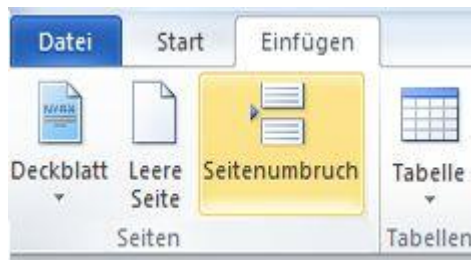 Datei Start Einfügen
Deckblatt Leere Seite Seitenumbruch Tabelle
Seiten Tabellen